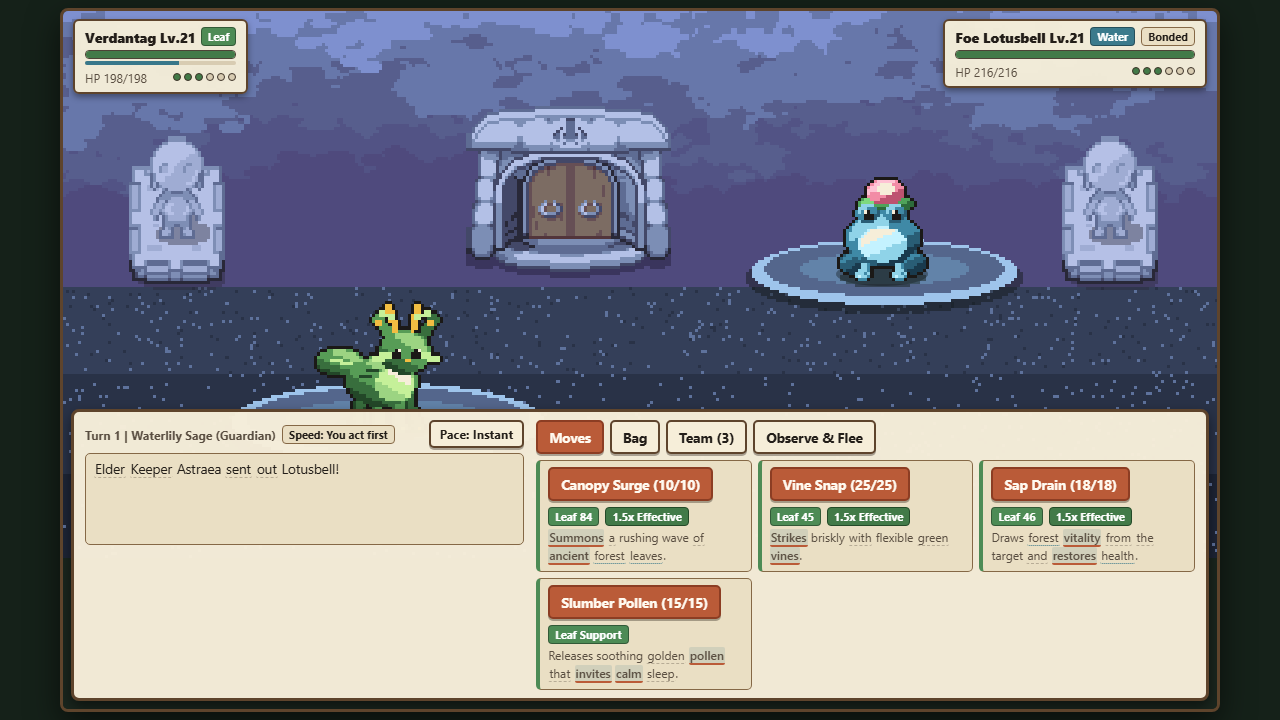 Verdantag Lv.21 Leaf
HP 198/198
Foe Lotusbell Lv.21 Water Bonded
HP 216/216
Turn 1 | Waterlily Sage (Guardian) Speed: You act first Pace: Instant
Elder Keeper Astraea sent out Lotusbell!
Moves Bag Team (3) Observe & Flee
Canopy Surge (10/10)
Leaf 84 1.5x Effective
Summons a rushing wave of
ancient forest leaves.
Vine Snap (25/25)
Leaf 45 1.5x Effective
Strikes briskly with flexible green
vines.
Sap Drain (18/18)
Leaf 46 1.5x Effective
Draws forest vitality from the
target and restores health.
Slumber Pollen (15/15)
Leaf Support
Releases soothing golden pollen
that invites calm sleep.